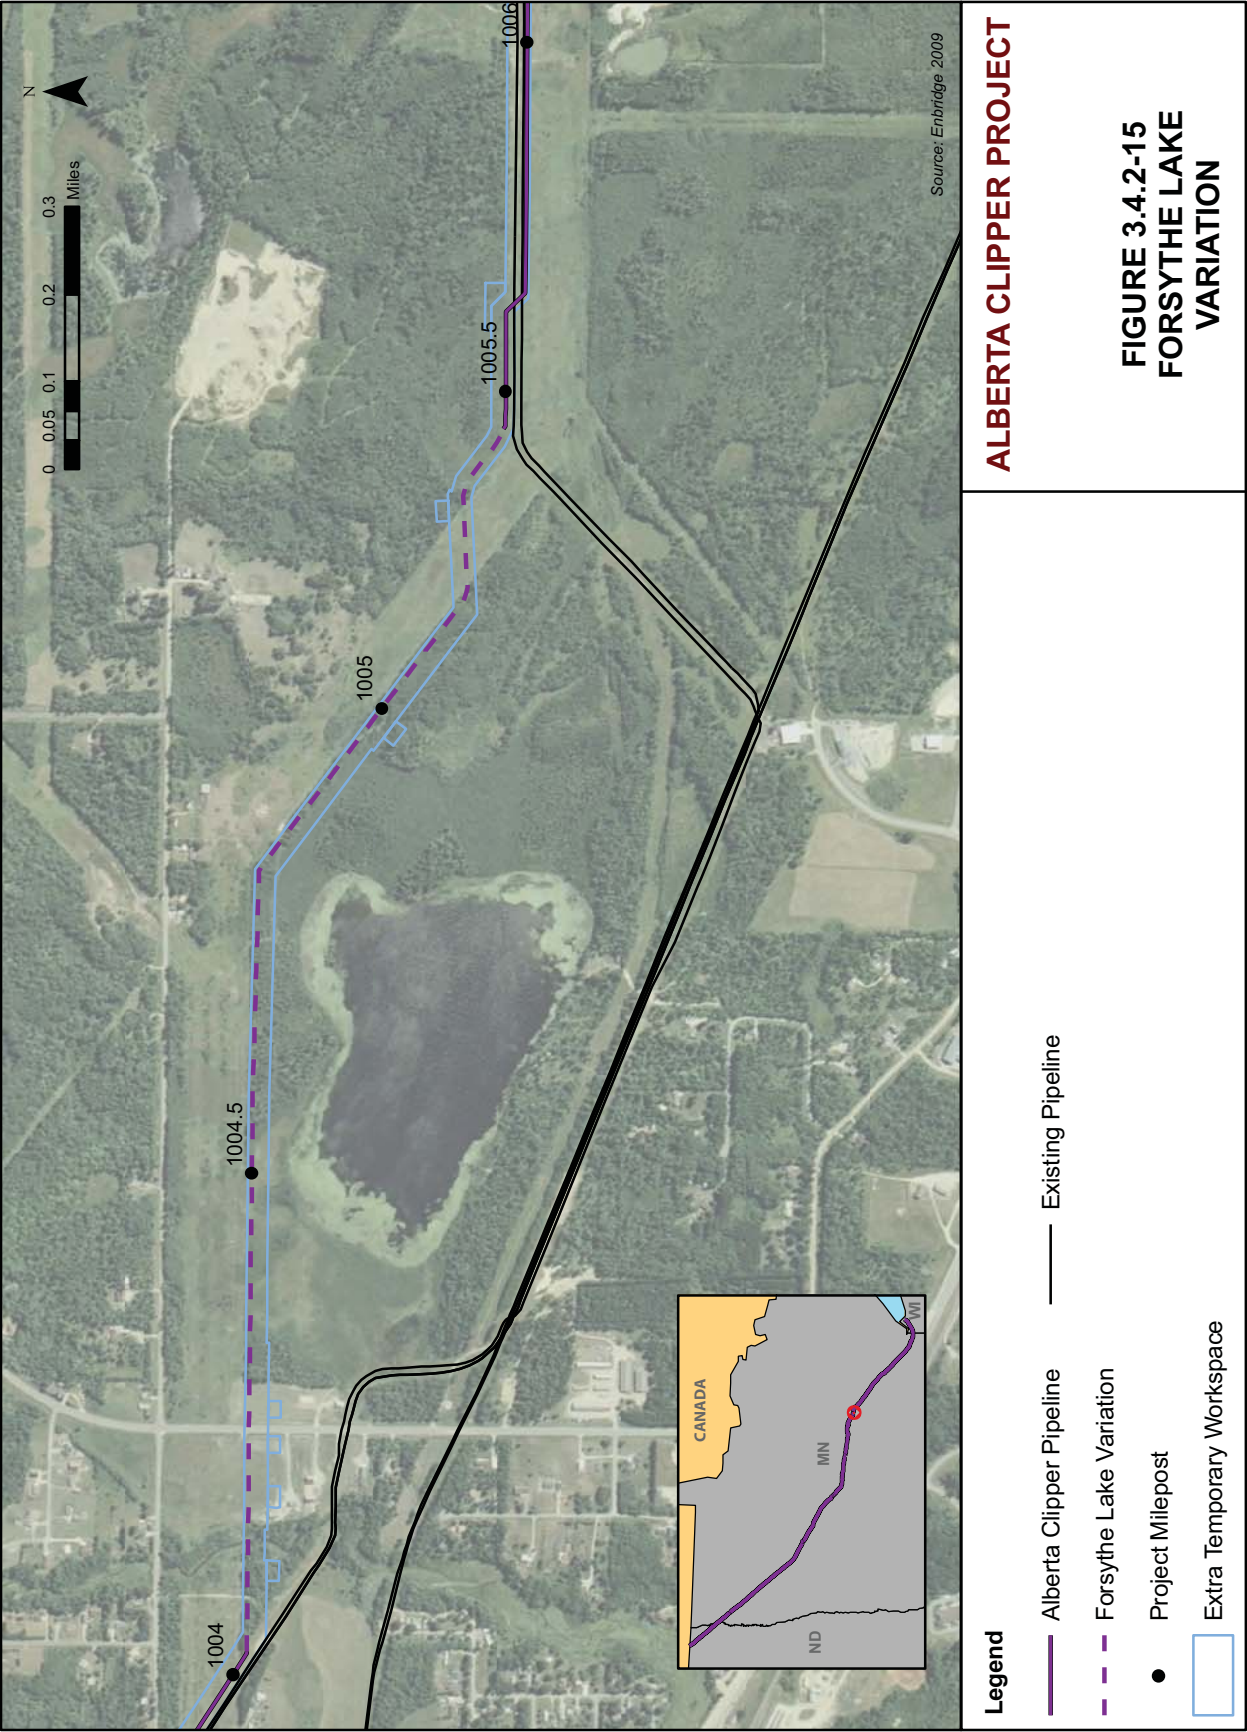 N
0 0.05 0.1 0.2 0.3
Miles
1004
1004.5
1005
1005.5
1006
Source: Enbridge 2009
CANADA
MN
ND
WI
Legend
Alberta Clipper Pipeline
Forsythe Lake Variation
Project Milepost
Extra Temporary Workspace
Existing Pipeline
ALBERTA CLIPPER PROJECT
FIGURE 3.4.2-15
FORSYTHE LAKE
VARIATION